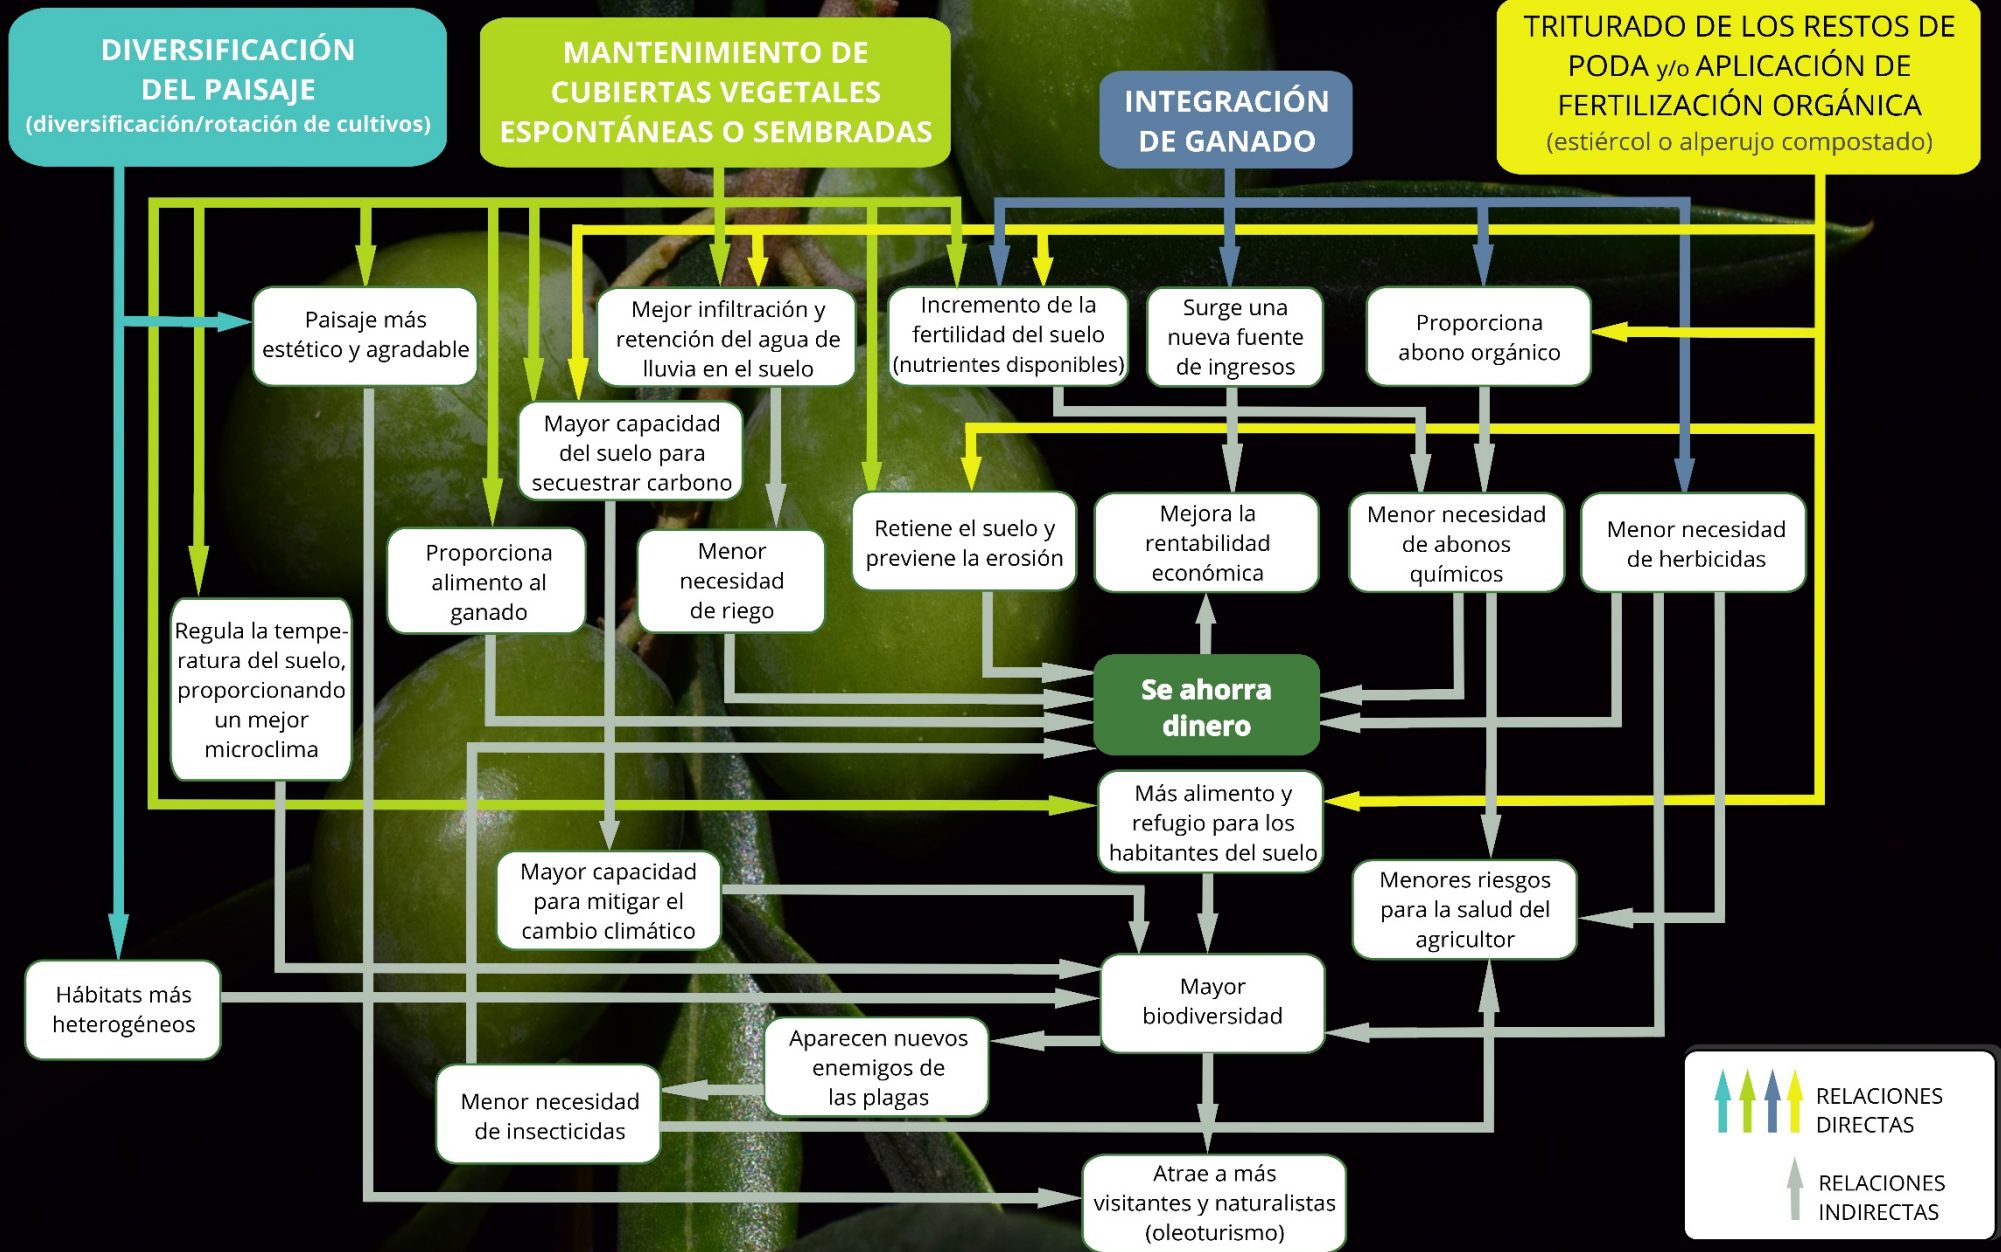 DIVERSIFICACIÓN
DEL PAISAJE
(diversificación/rotación de cultivos)
MANTENIMIENTO DE
CUBIERTAS VEGETALES
ESPONTÁNEAS O SEMBRADAS
INTEGRACIÓN
DE GANADO
TRITURADO DE LOS RESTOS DE
PODA y/o APLICACIÓN DE
FERTILIZACIÓN ORGÁNICA
(estiércol o alperujo compostado)
Paisaje más
estético y agradable
Mejor infiltración y
retención del agua de
lluvia en el suelo
Incremento de la
fertilidad del suelo
(nutrientes disponibles)
Surge una
nueva fuente
de ingresos
Proporciona
abono orgánico
Mayor capacidad
del suelo para
secuestrar carbono
Proporciona
alimento al
ganado
Menor
necesidad
de riego
Retiene el suelo y
previene la erosión
Mejora la
rentabilidad
económica
Menor necesidad
de abonos
químicos
Menor necesidad
de herbicidas
Regula la tempe-
ratura del suelo,
proporcionando
un mejor
microclima
Se ahorra
dinero
Más alimento y
refugio para los
habitantes del suelo
Mayor capacidad
para mitigar el
cambio climático
Menores riesgos
para la salud del
agricultor
Hábitats más
heterogéneos
Mayor
biodiversidad
Aparecen nuevos
enemigos de
las plagas
Menor necesidad
de insecticidas
Atrae a más
visitantes y naturalistas
(oleoturismo)
RELACIONES
DIRECTAS
RELACIONES
INDIRECTAS